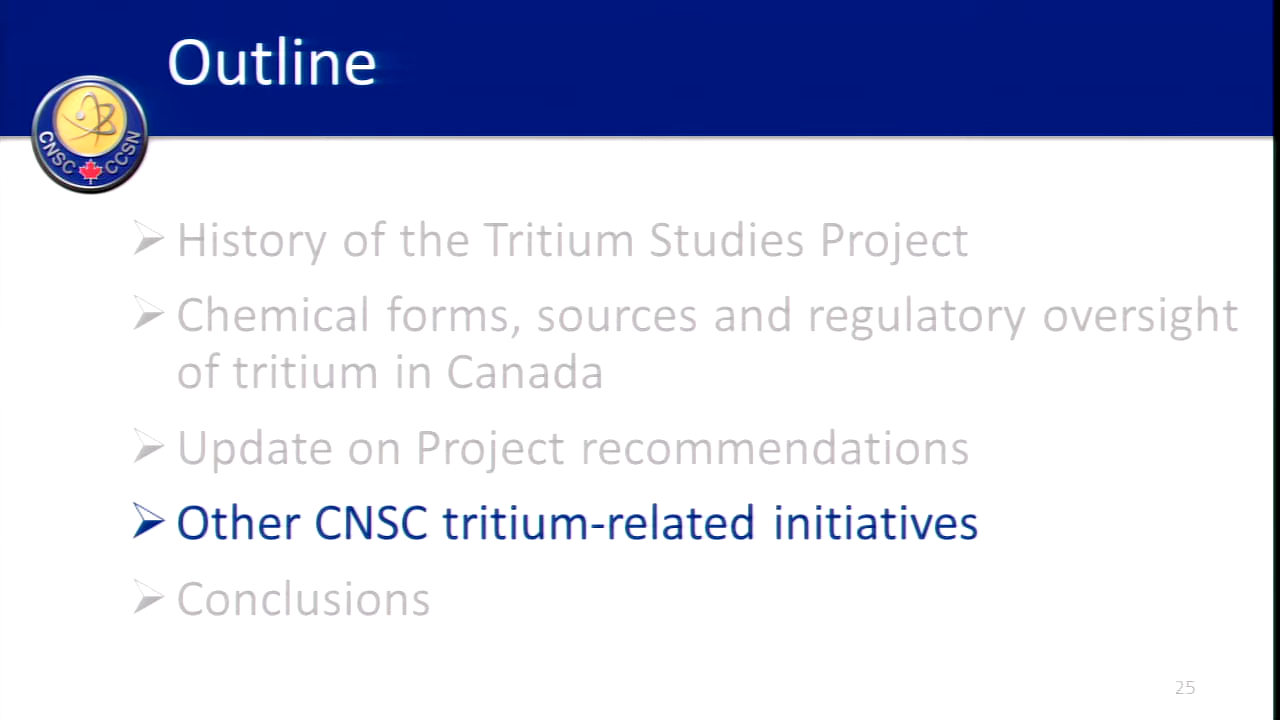 Outline
CNSC CCSN
➢ History of the Tritium Studies Project
➢ Chemical forms, sources and regulatory oversight
of tritium in Canada
➢ Update on Project recommendations
➢ Other CNSC tritium-related initiatives
➢ Conclusions
25